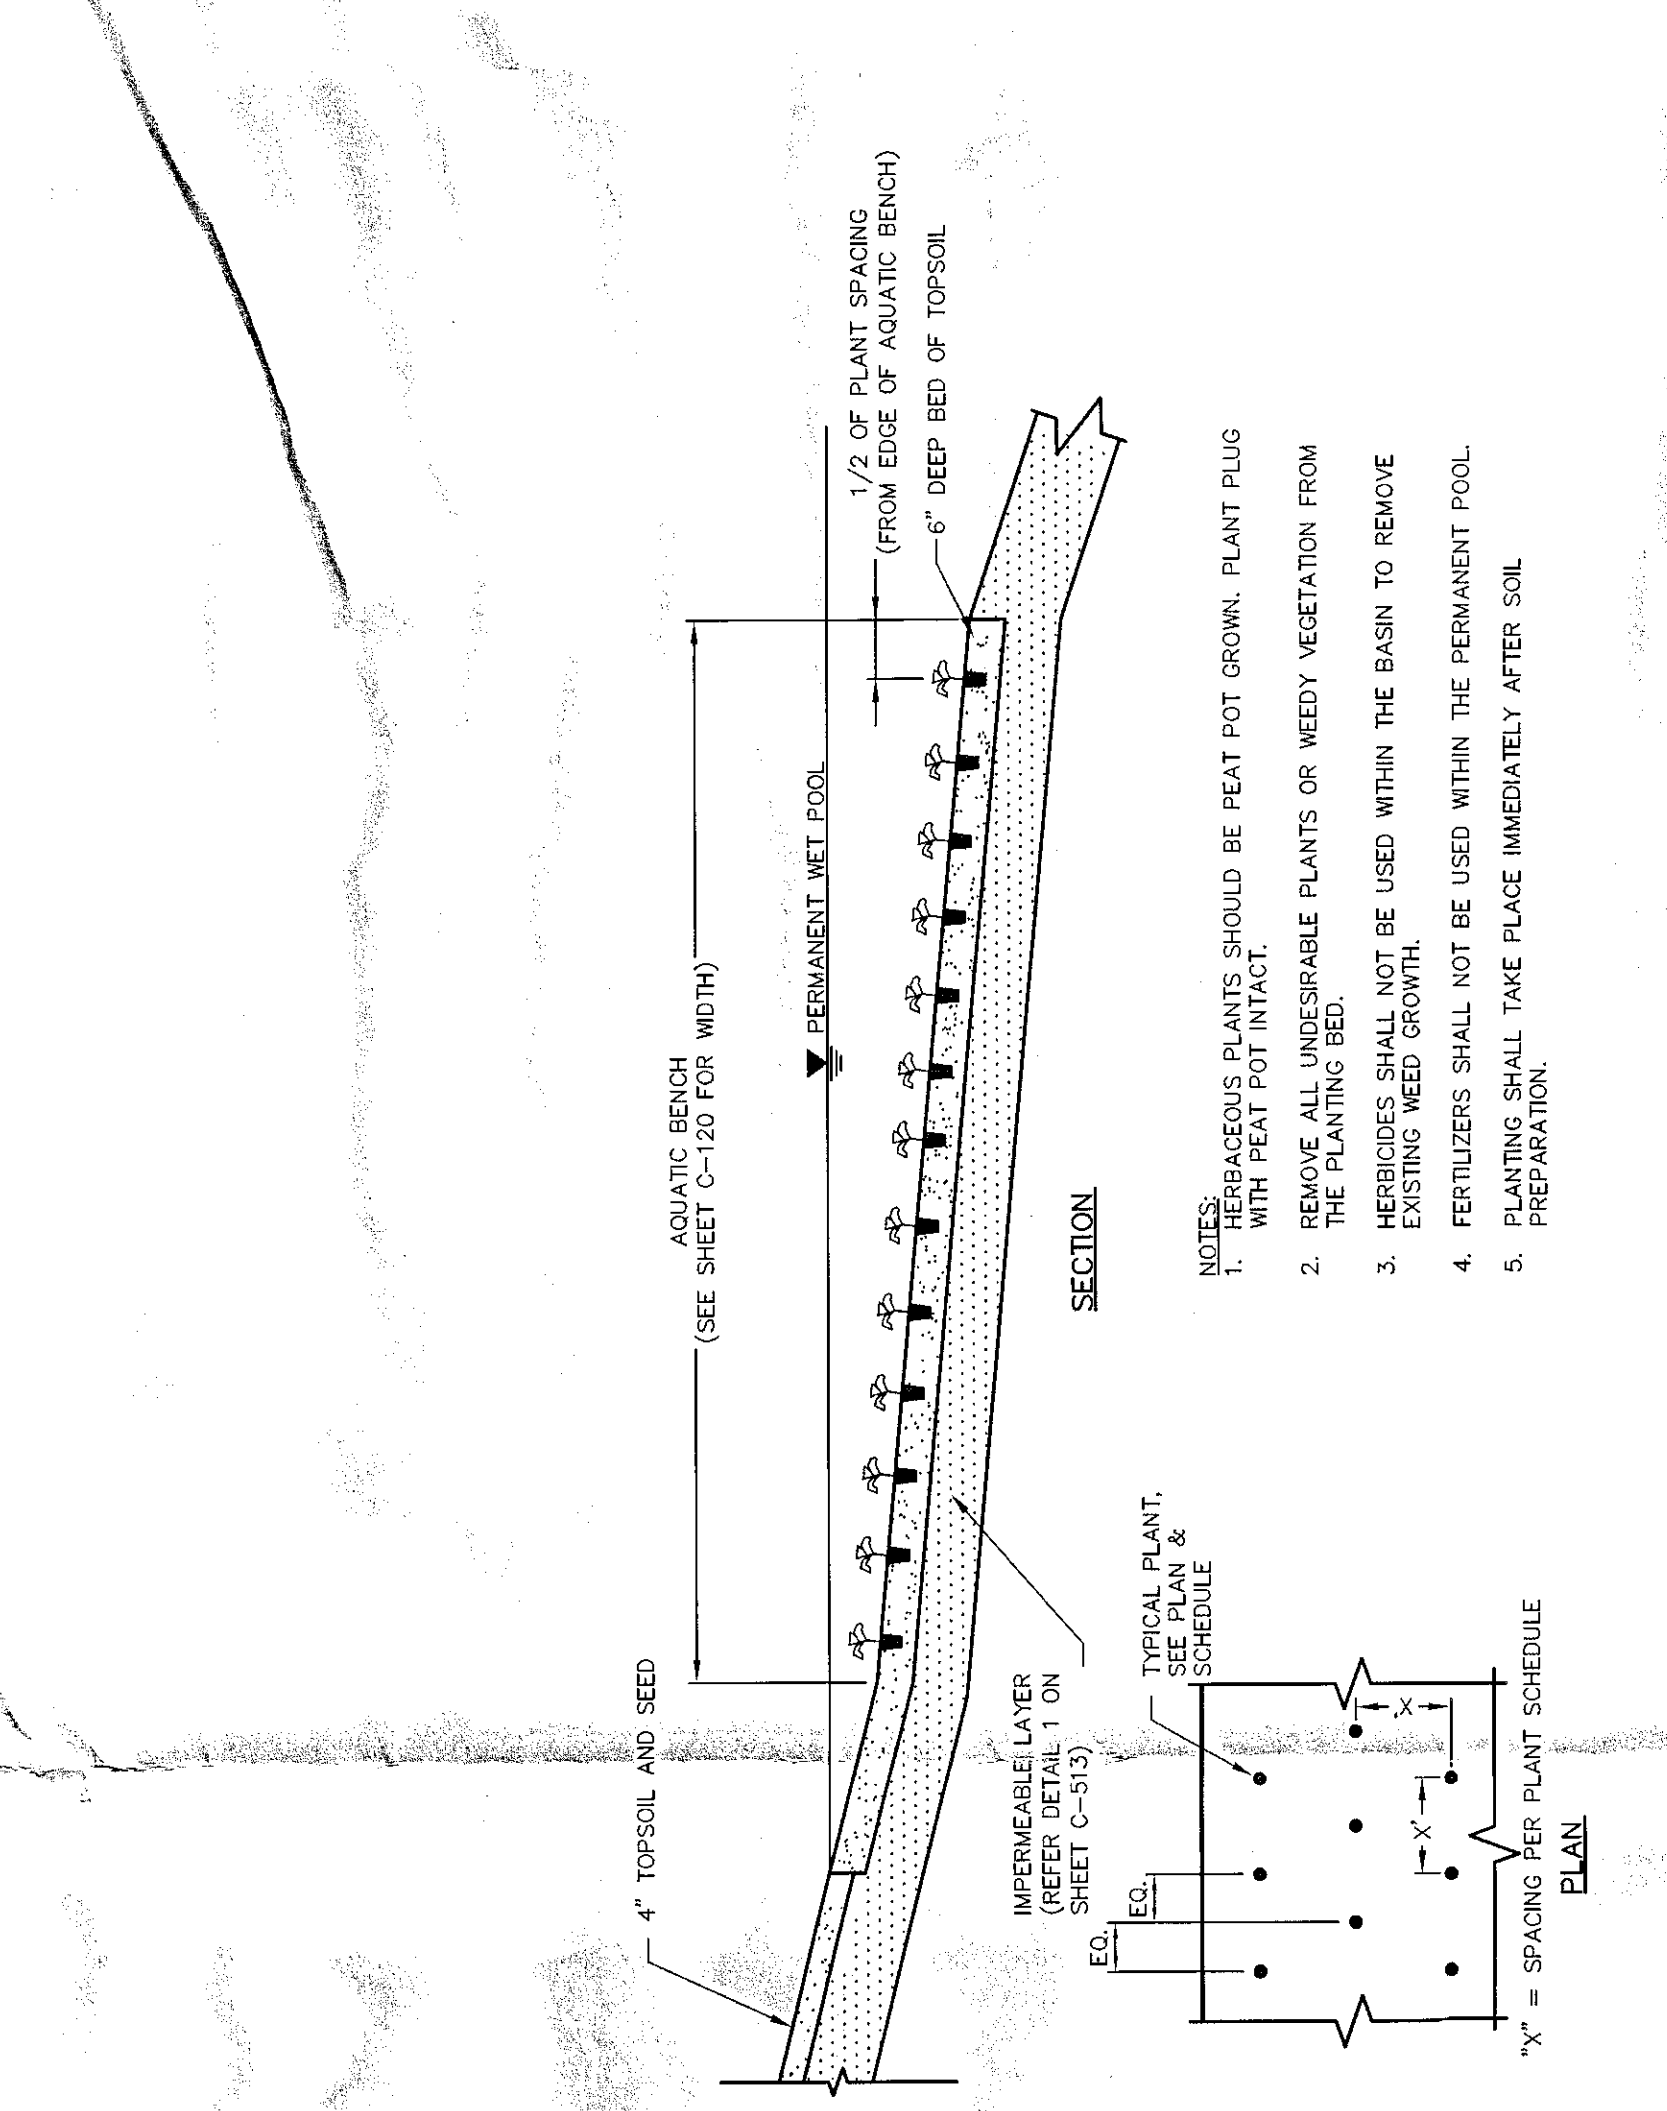 AQUATIC BENCH
(SEE SHEET C-120 FOR WIDTH)
4" TOPSOIL AND SEED
PERMANENT WET POOL
1/2 OF PLANT SPACING
(FROM EDGE OF AQUATIC BENCH)
6" DEEP BED OF TOPSOIL
IMPERMEABLE LAYER
(REFER DETAIL 1 ON
SHEET C-513)
SECTION
TYPICAL PLANT,
SEE PLAN &
SCHEDULE
EQ.
EQ.
X'
X'
"X" = SPACING PER PLANT SCHEDULE
PLAN
NOTES:
1. HERBACEOUS PLANTS SHOULD BE PEAT POT GROWN. PLANT PLUG
WITH PEAT POT INTACT.
2. REMOVE ALL UNDESIRABLE PLANTS OR WEEDY VEGETATION FROM
THE PLANTING BED.
3. HERBICIDES SHALL NOT BE USED WITHIN THE BASIN TO REMOVE
EXISTING WEED GROWTH.
4. FERTILIZERS SHALL NOT BE USED WITHIN THE PERMANENT POOL.
5. PLANTING SHALL TAKE PLACE IMMEDIATELY AFTER SOIL
PREPARATION.